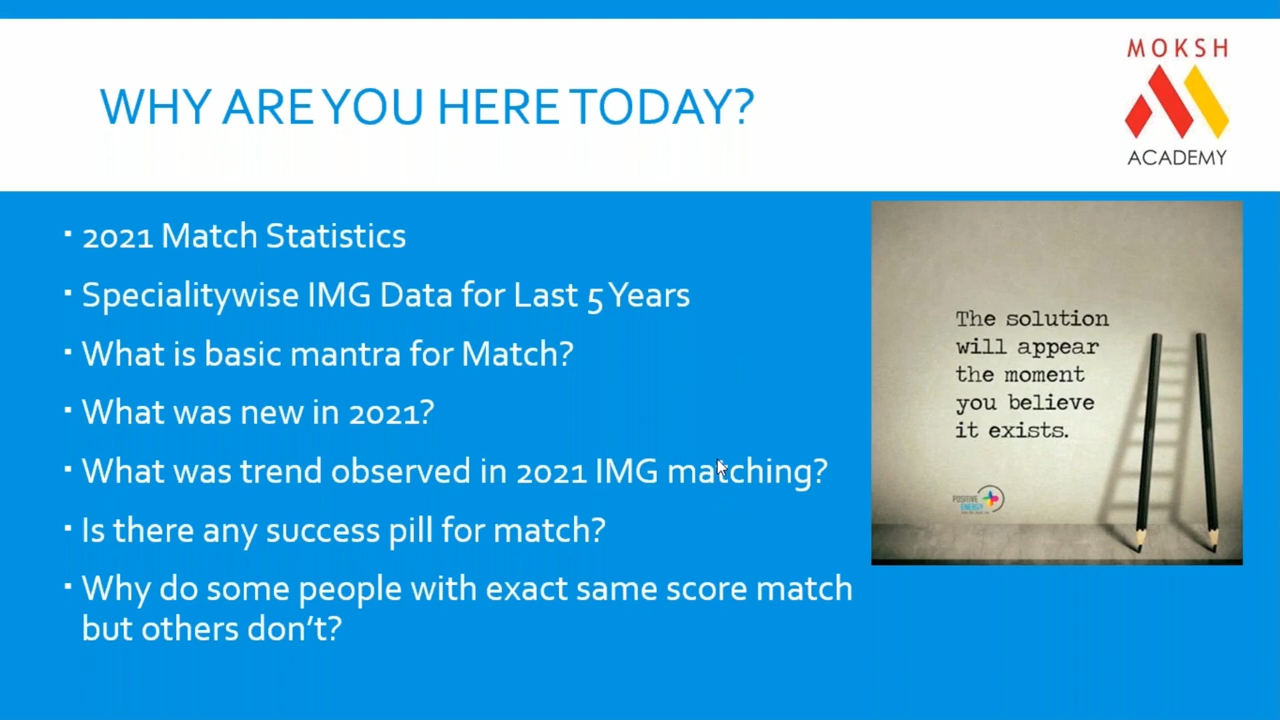 MOKSH
ACADEMY
WHY ARE YOU HERE TODAY?
▪ 2021 Match Statistics
▪ Specialitywise IMG Data for Last 5 Years
▪ What is basic mantra for Match?
▪ What was new in 2021?
▪ What was trend observed in 2021 IMG matching?
▪ Is there any success pill for match?
▪ Why do some people with exact same score match
but others don't?
The solution
will appear
the moment
you believe
it exists.
POSITIVE
ENERGY